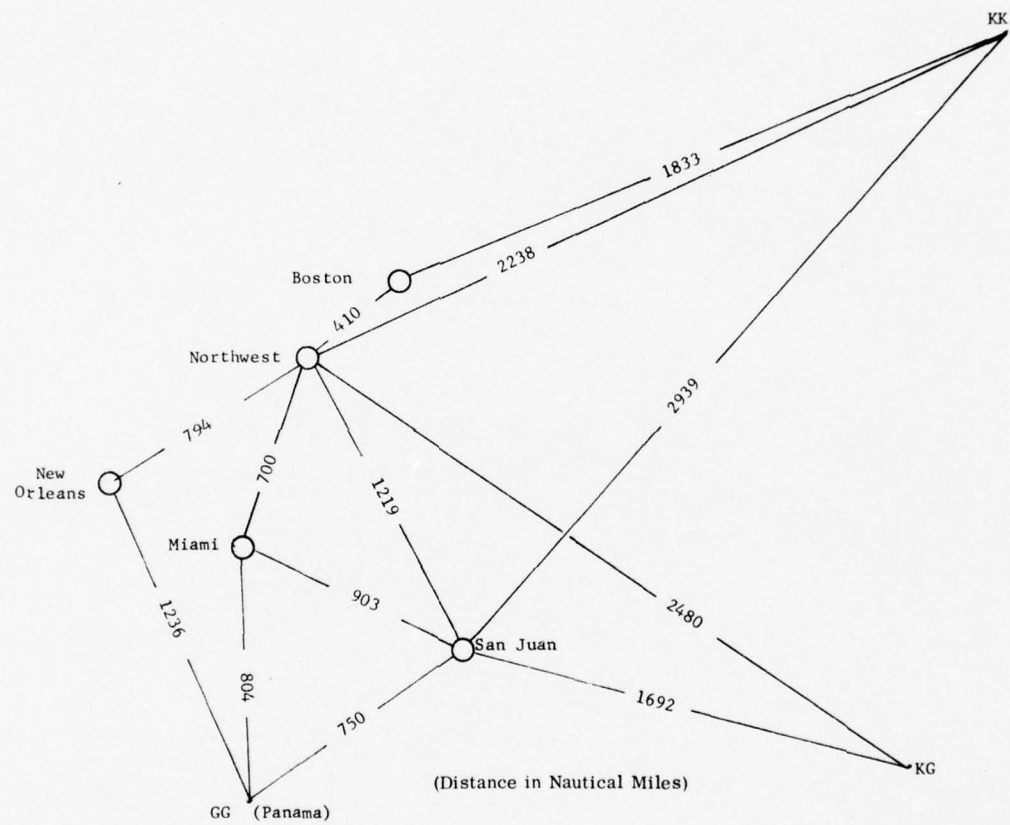 KK
1833
2238
Boston
410
Northwest
2939
794
New
Orleans
700
1219
Miami
903
2480
1236
San Juan
804
1692
750
KG
(Distance in Nautical Miles)
GG (Panama)